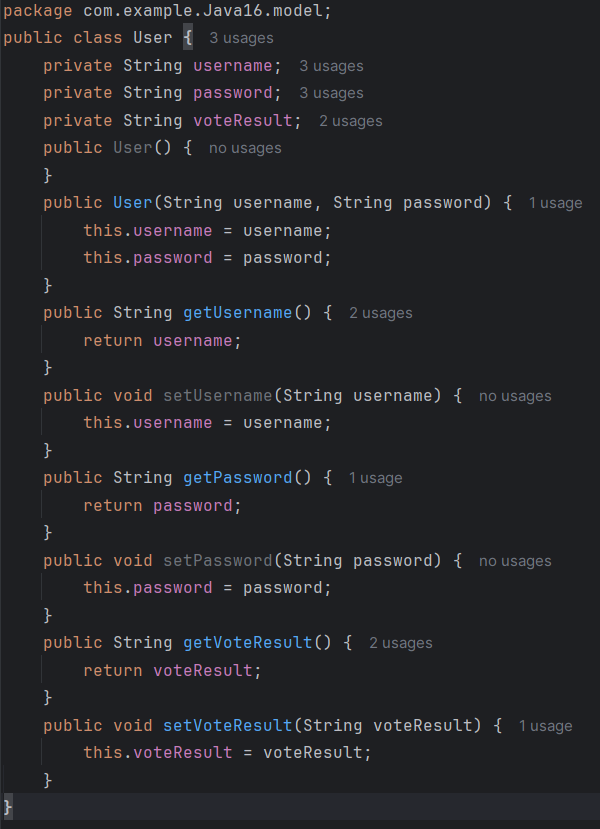 package com.example.Java16.model;
public class User {  3 usages
    private String username;  3 usages
    private String password;  3 usages
    private String voteResult;  2 usages
    public User() {  no usages
    }
    public User(String username, String password) {  1 usage
        this.username = username;
        this.password = password;
    }
    public String getUsername() {  2 usages
        return username;
    }
    public void setUsername(String username) {  no usages
        this.username = username;
    }
    public String getPassword() {  1 usage
        return password;
    }
    public void setPassword(String password) {  no usages
        this.password = password;
    }
    public String getVoteResult() {  2 usages
        return voteResult;
    }
    public void setVoteResult(String voteResult) {  1 usage
        this.voteResult = voteResult;
    }
}